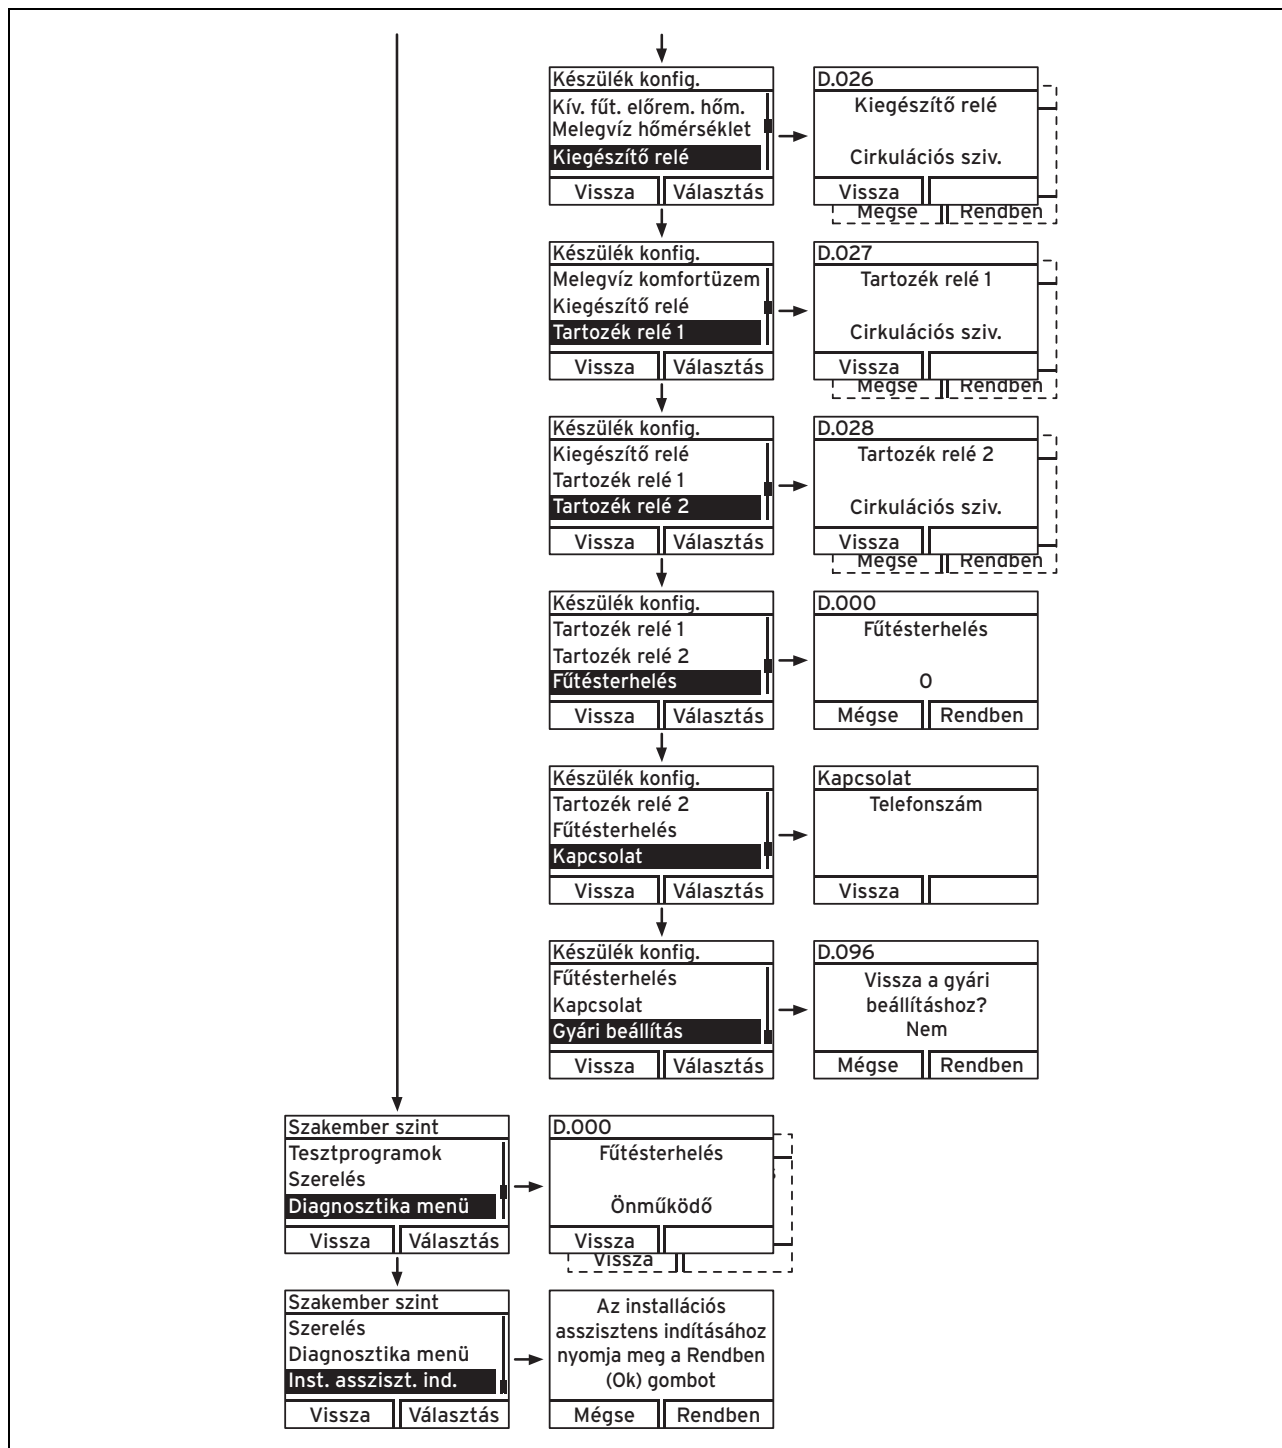 Készülék konfig.
Kív. fűt. előrem. hőm.
Melegvíz hőmérséklet
Kiegészítő relé
Vissza Választás
D.026
Kiegészítő relé
Cirkulációs sziv.
Vissza
Mégse Rendben
Készülék konfig.
Melegvíz komfortüzem
Kiegészítő relé
Tartozék relé 1
Vissza Választás
D.027
Tartozék relé 1
Cirkulációs sziv.
Vissza
Mégse Rendben
Készülék konfig.
Kiegészítő relé
Tartozék relé 1
Tartozék relé 2
Vissza Választás
D.028
Tartozék relé 2
Cirkulációs sziv.
Vissza
Mégse Rendben
Készülék konfig.
Tartozék relé 1
Tartozék relé 2
Fűtésterhelés
Vissza Választás
D.000
Fűtésterhelés
0
Mégse Rendben
Készülék konfig.
Tartozék relé 2
Fűtésterhelés
Kapcsolat
Vissza Választás
Kapcsolat
Telefonszám
Vissza
Készülék konfig.
Fűtésterhelés
Kapcsolat
Gyári beállítás
Vissza Választás
D.096
Vissza a gyári
beállításhoz?
Nem
Mégse Rendben
Szakember szint
Tesztprogramok
Szerelés
Diagnosztika menü
Vissza Választás
D.000
Fűtésterhelés
Önműködő
Vissza
Vissza
Szakember szint
Szerelés
Diagnosztika menü
Inst. assziszt. ind.
Vissza Választás
Az installációs
asszisztens indításához
nyomja meg a Rendben
(Ok) gombot
Mégse Rendben